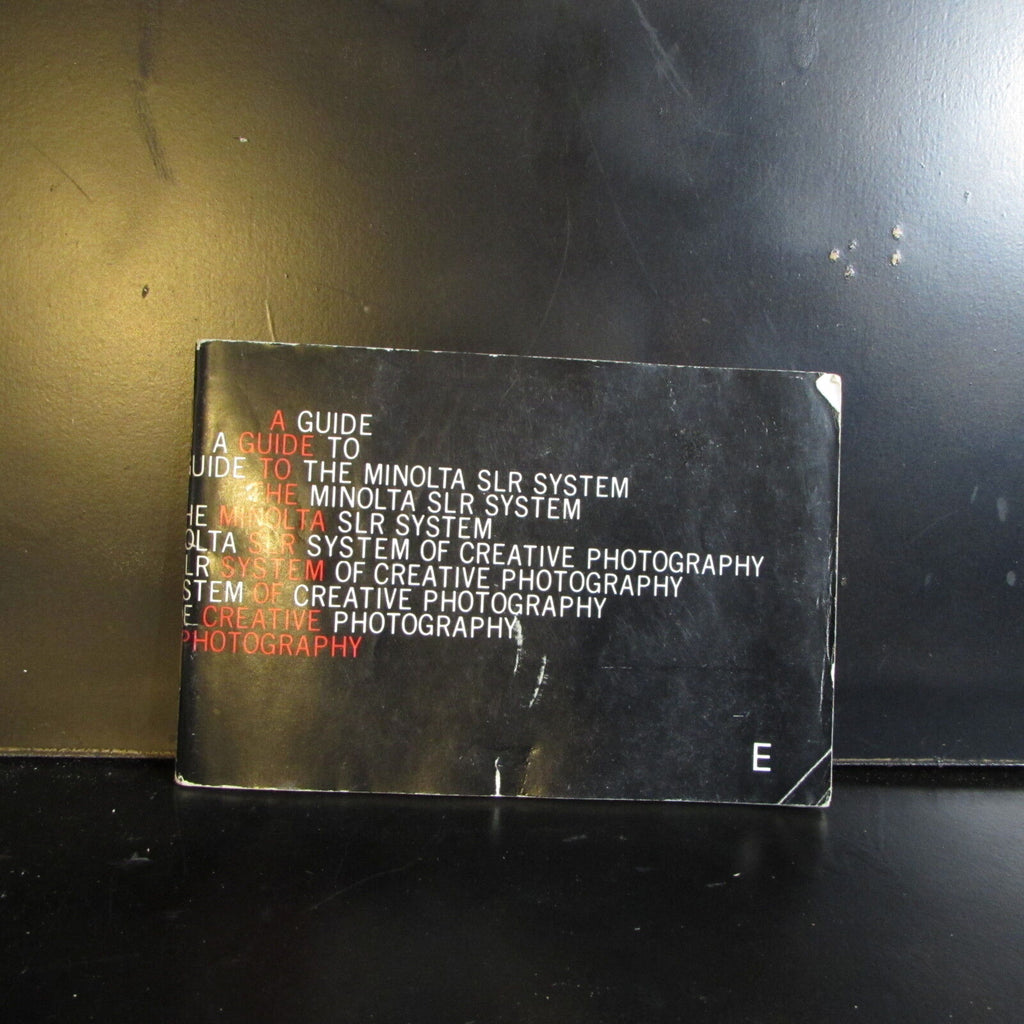 A GUIDE
A GUIDE TO
UIDE TO THE MINOLTA SLR SYSTEM
HE MINOLTA SLR SYSTEM
HE MINOLTA SLR SYSTEM
OLTA SLR SYSTEM OF CREATIVE PHOTOGRAPHY
LR SYSTEM OF CREATIVE PHOTOGRAPHY
STEM OF CREATIVE PHOTOGRAPHY
E CREATIVE PHOTOGRAPHY
PHOTOGRAPHY
E